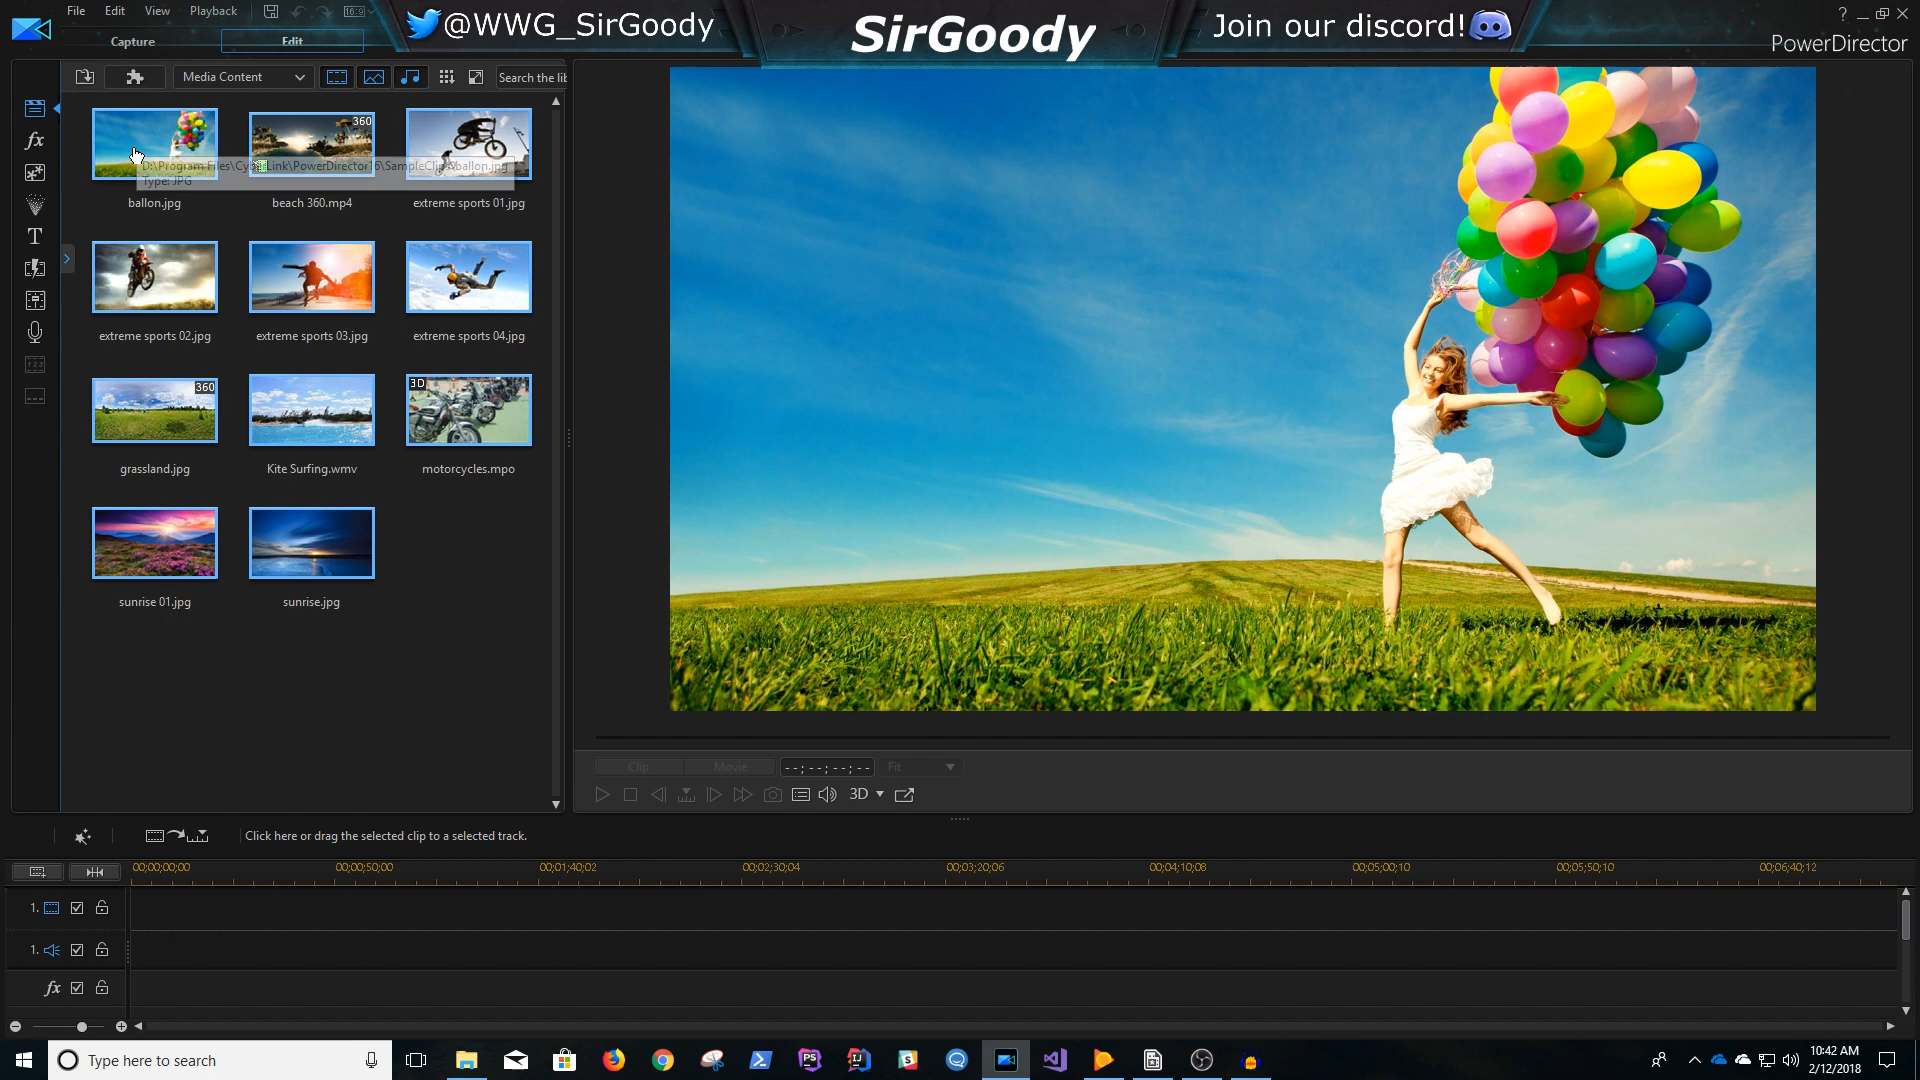 File Edit View Playback
16:9
@WWG_SirGoody
SirGoody
Join our discord!
?
PowerDirector
Capture Edit
Media Content
Search the lib
360
D:\Program Files\CyberLink\PowerDirector16\SampleClips\ballon.jpg
Type: JPG
ballon.jpg
beach 360.mp4
extreme sports 01.jpg
extreme sports 02.jpg
extreme sports 03.jpg
extreme sports 04.jpg
360
3D
grassland.jpg
Kite Surfing.wmv
motorcycles.mpo
sunrise 01.jpg
sunrise.jpg
fx
T
Clip Movie --;--;--;-- Fit
3D
Click here or drag the selected clip to a selected track.
00;00;00;00 00;00;50;00 00;01;40;02 00;02;30;04 00;03;20;06 00;04;10;08 00;05;00;10 00;05;50;10 00;06;40;12
1.
1.
fx
Type here to search
PS
IJ
S
10:42 AM
2/12/2018